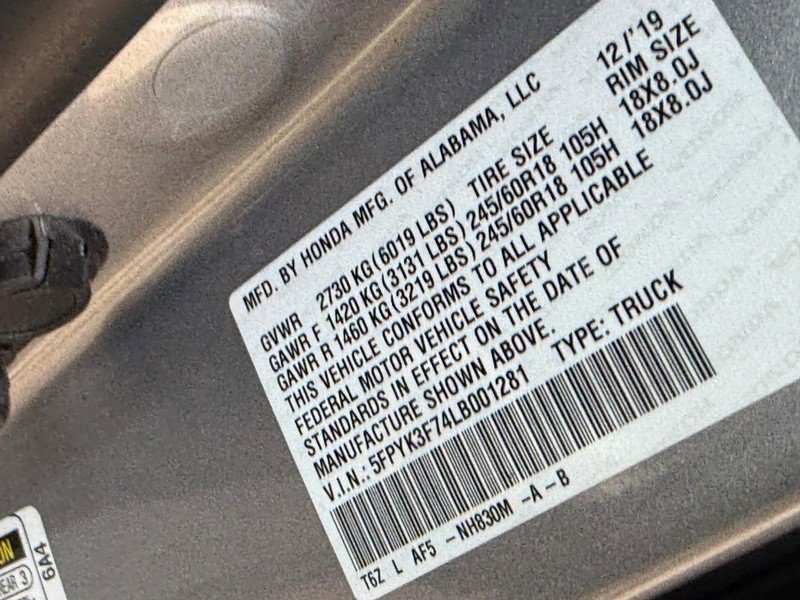 MFD. BY HONDA MFG. OF ALABAMA, LLC 12/'19
TIRE SIZE RIM SIZE
GVWR 2730 KG(6019 LBS)
GAWR F 1420 KG(3131 LBS) 245/60R18 105H 18X8.0J
GAWR R 1460 KG(3219 LBS) 245/60R18 105H 18X8.0J
THIS VEHICLE CONFORMS TO ALL APPLICABLE
FEDERAL MOTOR VEHICLE SAFETY
STANDARDS IN EFFECT ON THE DATE OF
MANUFACTURE SHOWN ABOVE.
V.I.N.: 5FPYK3F74LB001281 TYPE: TRUCK
T6Z L AF5 -NH830M -A -B
6A4